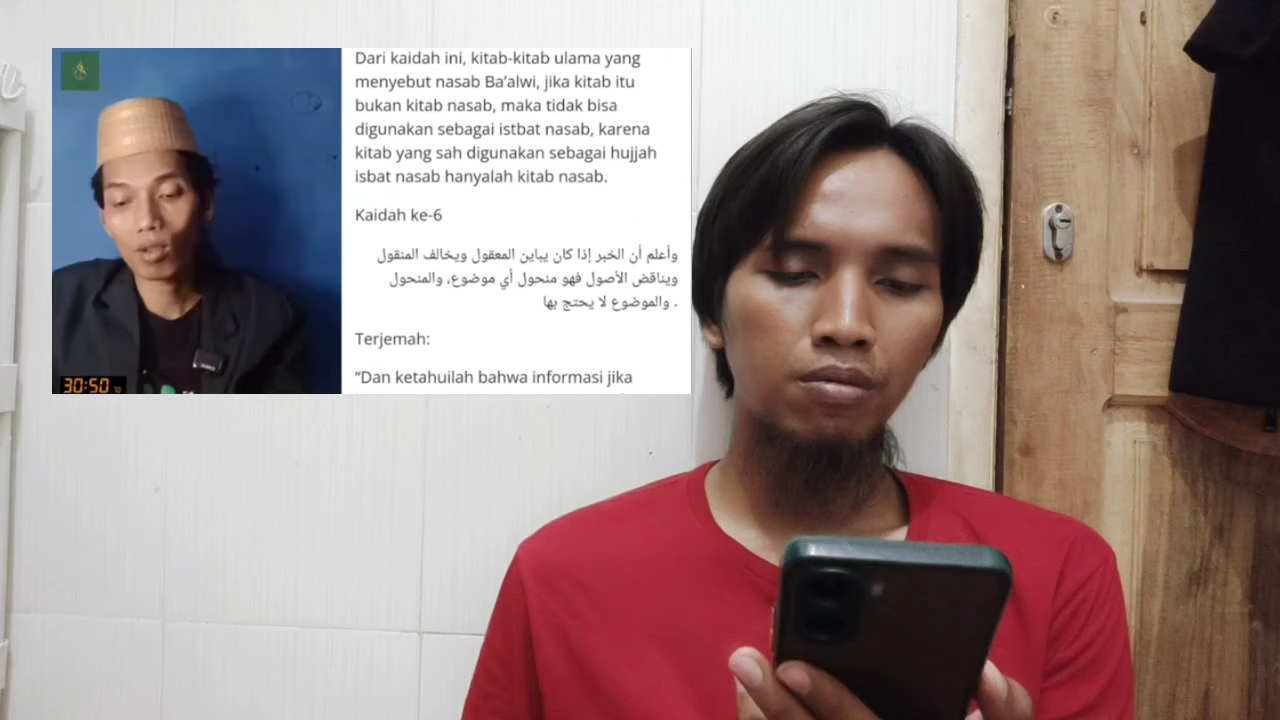 Dari kaidah ini, kitab-kitab ulama yang
menyebut nasab Ba’alwi, jika kitab itu
bukan kitab nasab, maka tidak bisa
digunakan sebagai istbat nasab, karena
kitab yang sah digunakan sebagai hujjah
isbat nasab hanyalah kitab nasab.
Kaidah ke-6
وأعلم أن الخبر إذا كان يباين المعقول ويخالف المنقول
ويناقض الأصول فهو منحول أي موضوع، والمنحول
والموضوع لا يحتج بها .
Terjemah:
“Dan ketahuilah bahwa informasi jika
30:50